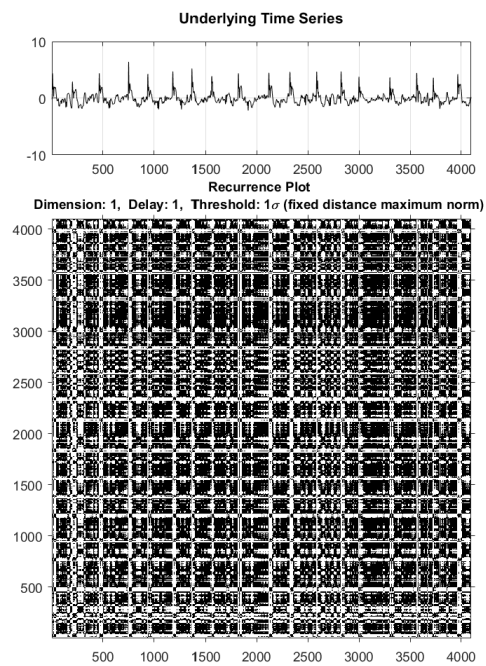 Underlying Time Series
10
0
-10
500 1000 1500 2000 2500 3000 3500 4000
Recurrence Plot
Dimension: 1, Delay: 1, Threshold: 1σ (fixed distance maximum norm)
4000
3500
3000
2500
2000
1500
1000
500
500 1000 1500 2000 2500 3000 3500 4000